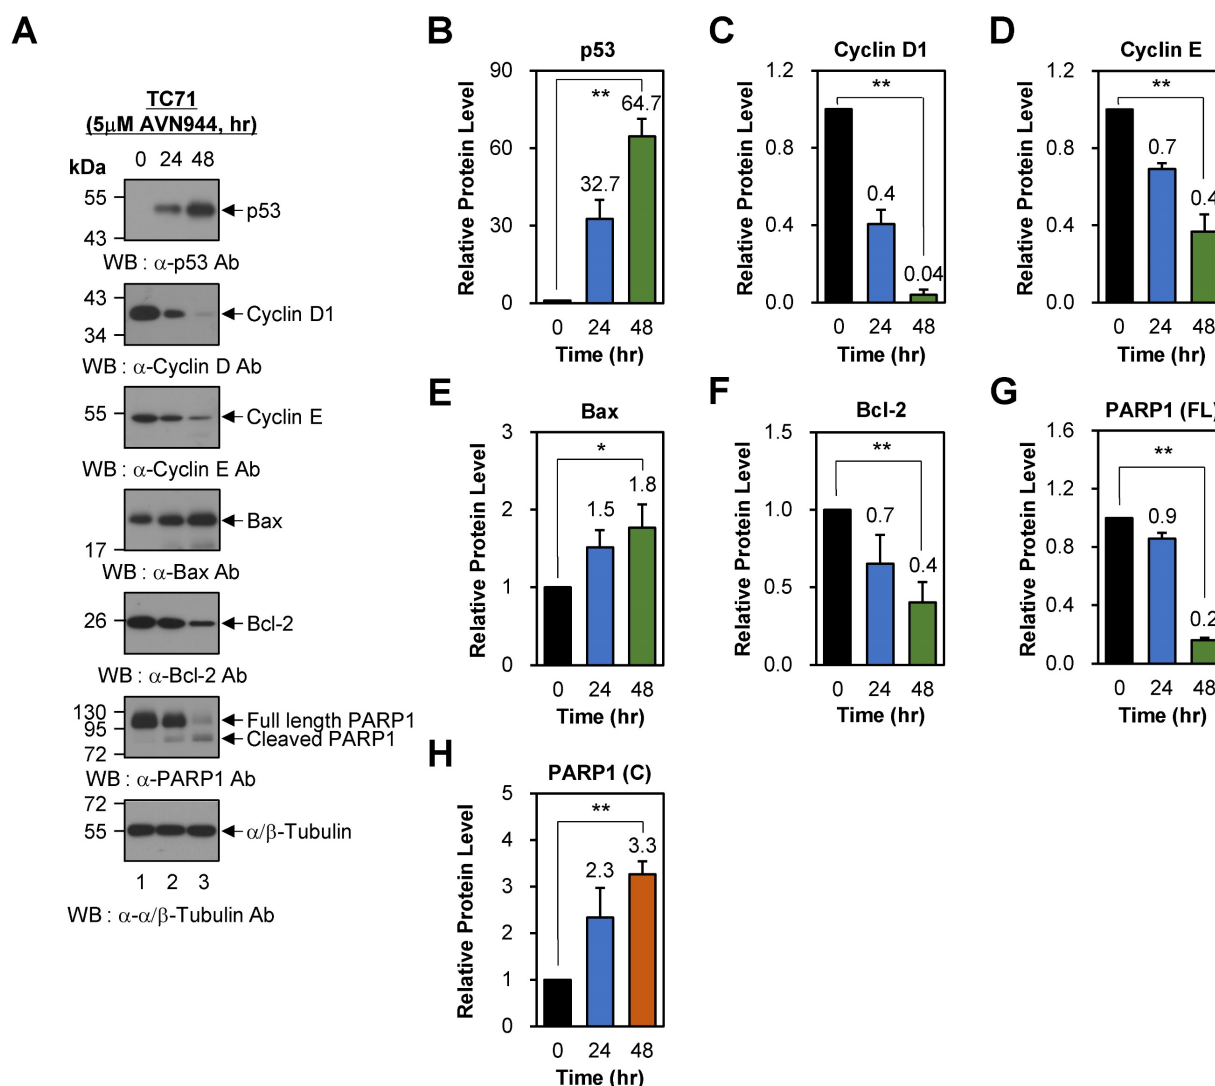 A
TC71
(5μM AVN944, hr)
kDa
0 24 48
55
43
p53
WB : α-p53 Ab
43
34
Cyclin D1
WB : α-Cyclin D Ab
55
Cyclin E
WB : α-Cyclin E Ab
Bax
17
WB : α-Bax Ab
26
Bcl-2
WB : α-Bcl-2 Ab
130
95
72
Full length PARP1
Cleaved PARP1
WB : α-PARP1 Ab
72
55
α/β-Tubulin
1 2 3
WB : α-α/β-Tubulin Ab
B
p53
Relative Protein Level
90
60
30
0
**
32.7
64.7
0 24 48
Time (hr)
C
Cyclin D1
Relative Protein Level
1.2
0.8
0.4
0.0
**
0.4
0.04
0 24 48
Time (hr)
D
Cyclin E
Relative Protein Level
1.2
0.8
0.4
0.0
**
0.7
0.4
0 24 48
Time (hr)
E
Bax
Relative Protein Level
3
2
1
0
*
1.5
1.8
0 24 48
Time (hr)
F
Bcl-2
Relative Protein Level
1.5
1.0
0.5
0.0
**
0.7
0.4
0 24 48
Time (hr)
G
PARP1 (FL)
Relative Protein Level
1.6
1.2
0.8
0.4
0.0
**
0.9
0.2
0 24 48
Time (hr)
H
PARP1 (C)
Relative Protein Level
5
4
3
2
1
0
**
2.3
3.3
0 24 48
Time (hr)